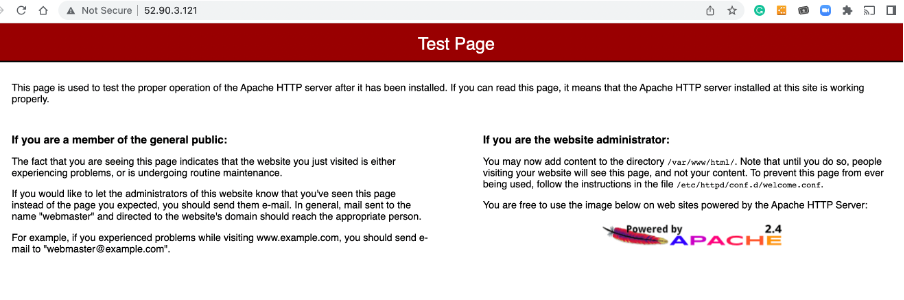 Not Secure | 52.90.3.121
Test Page
This page is used to test the proper operation of the Apache HTTP server after it has been installed. If you can read this page, it means that the Apache HTTP server installed at this site is working
properly.
If you are a member of the general public:
The fact that you are seeing this page indicates that the website you just visited is either
experiencing problems, or is undergoing routine maintenance.
If you would like to let the administrators of this website know that you've seen this page
instead of the page you expected, you should send them e-mail. In general, mail sent to the
name "webmaster" and directed to the website's domain should reach the appropriate person.
For example, if you experienced problems while visiting www.example.com, you should send e-
mail to "webmaster@example.com".
If you are the website administrator:
You may now add content to the directory /var/www/html/. Note that until you do so, people
visiting your website will see this page, and not your content. To prevent this page from ever
being used, follow the instructions in the file /etc/httpd/conf.d/welcome.conf.
You are free to use the image below on web sites powered by the Apache HTTP Server:
Powered by 2.4
APACHE